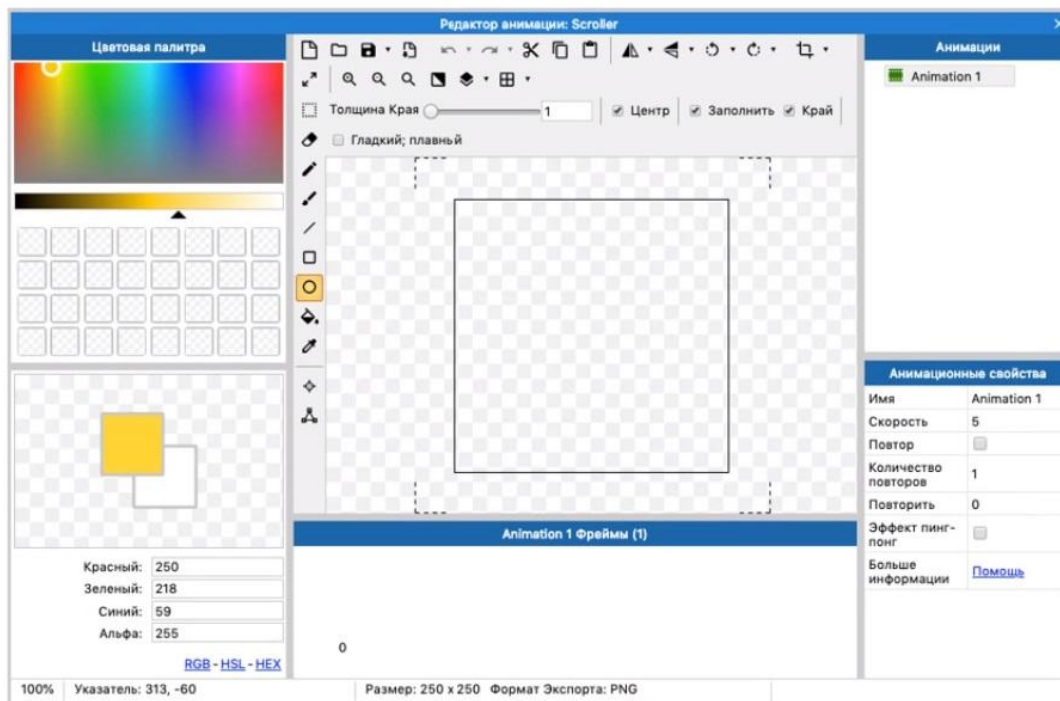 Редактор анимации: Scroller
Цветовая палитра
Толщина Края 1 Центр Заполнить Край
Гладкий; плавный
Анимации
Animation 1
Анимационные свойства
Имя Animation 1
Скорость 5
Повтор
Количество
повторов 1
Повторить 0
Эффект пинг-
понг
Больше
информации Помощь
Animation 1 Фреймы (1)
0
Красный: 250
Зеленый: 218
Синий: 59
Альфа: 255
RGB - HSL - HEX
100% Указатель: 313, -60 Размер: 250 x 250 Формат Экспорта: PNG